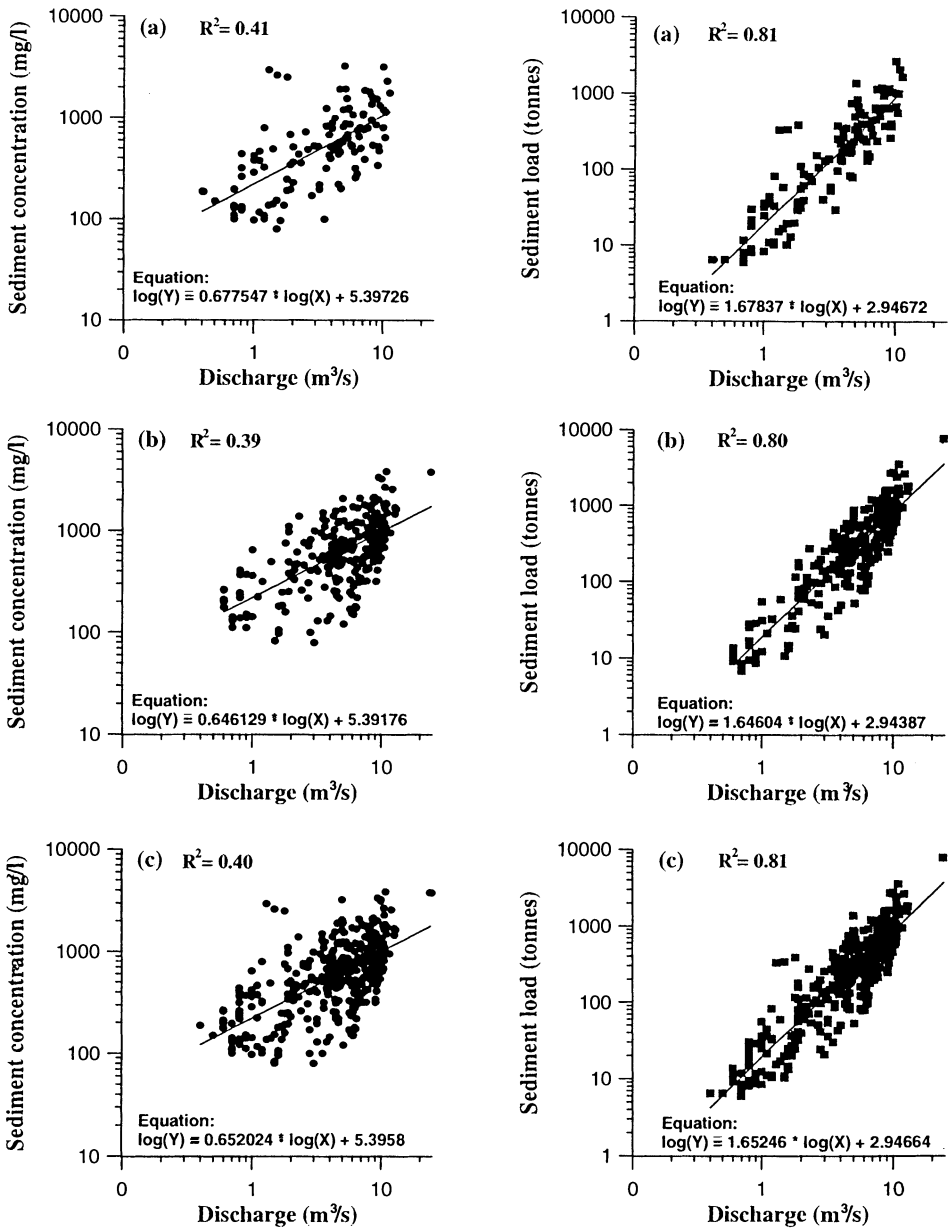 (a) R²= 0.41
Sediment concentration (mg/l)
10000
1000
100
10
Equation:
log(Y) = 0.677547 * log(X) + 5.39726
0 1 10
Discharge (m³/s)
(a) R²= 0.81
Sediment load (tonnes)
10000
1000
100
10
1
Equation:
log(Y) = 1.67837 * log(X) + 2.94672
0 1 10
Discharge (m³/s)
(b) R²= 0.39
Sediment concentration (mg/l)
10000
1000
100
10
Equation:
log(Y) = 0.646129 * log(X) + 5.39176
0 1 10
Discharge (m³/s)
(b) R²= 0.80
Sediment load (tonnes)
10000
1000
100
10
1
Equation:
log(Y) = 1.64604 * log(X) + 2.94387
0 1 10
Discharge (m³/s)
(c) R²= 0.40
Sediment concentration (mg/l)
10000
1000
100
10
Equation:
log(Y) = 0.652024 * log(X) + 5.3958
0 1 10
Discharge (m³/s)
(c) R²= 0.81
Sediment load (tonnes)
10000
1000
100
10
1
Equation:
log(Y) = 1.65246 * log(X) + 2.94664
0 1 10
Discharge (m³/s)